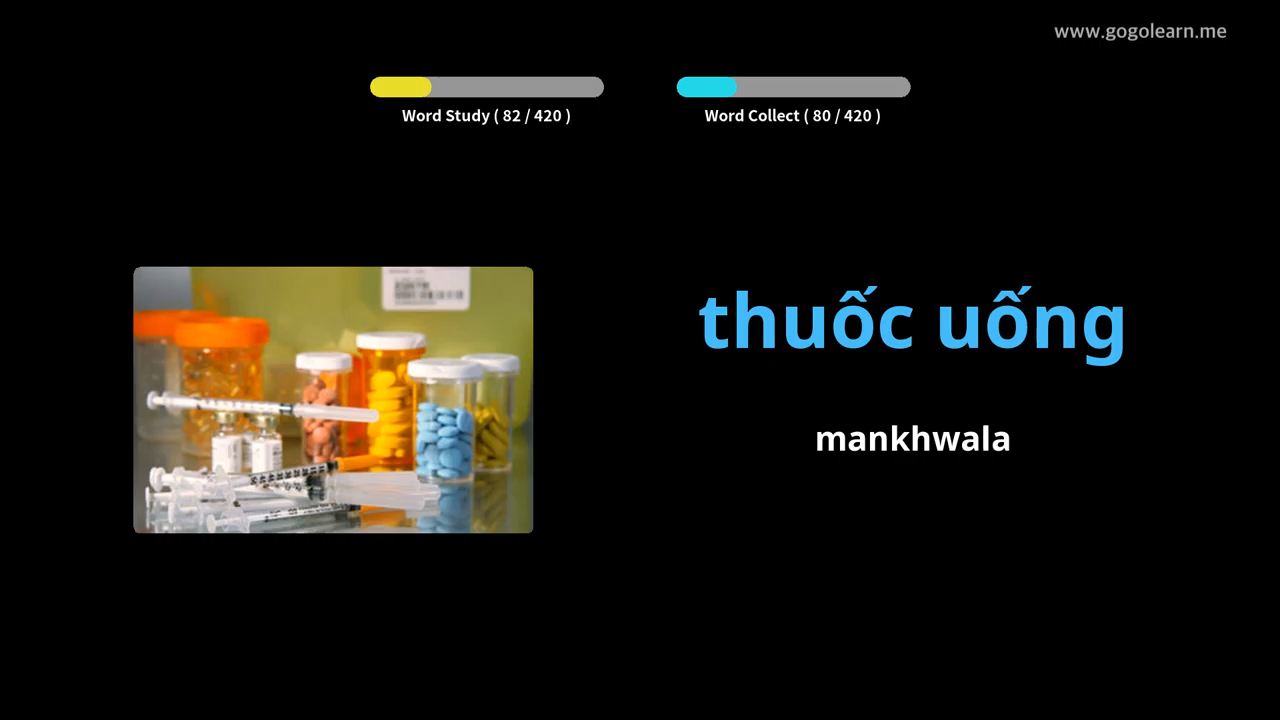 www.gogolearn.me
Word Study ( 82 / 420 )
Word Collect ( 80 / 420 )
thuốc uống
mankhwala